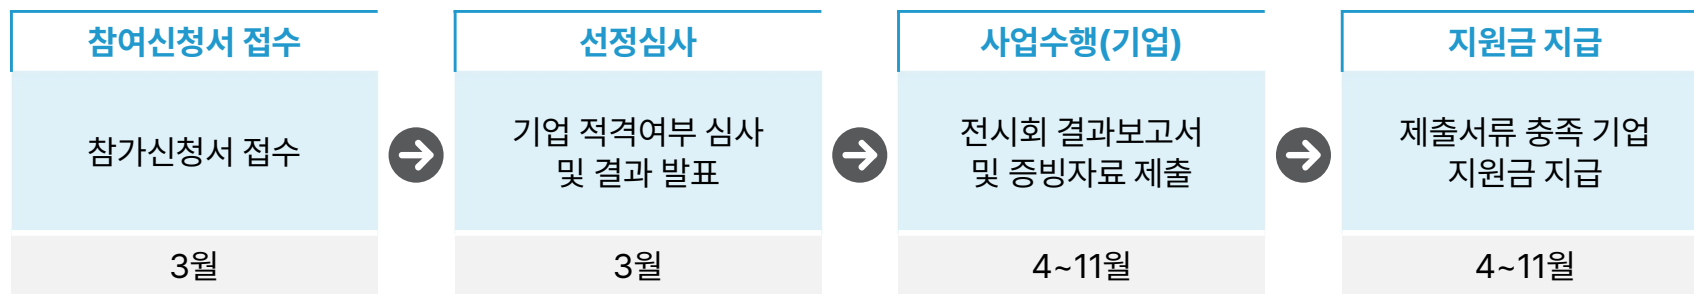 참여신청서 접수
참가신청서 접수
3월
선정심사
기업 적격여부 심사
및 결과 발표
3월
사업수행(기업)
전시회 결과보고서
및 증빙자료 제출
4~11월
지원금 지급
제출서류 충족 기업
지원금 지급
4~11월